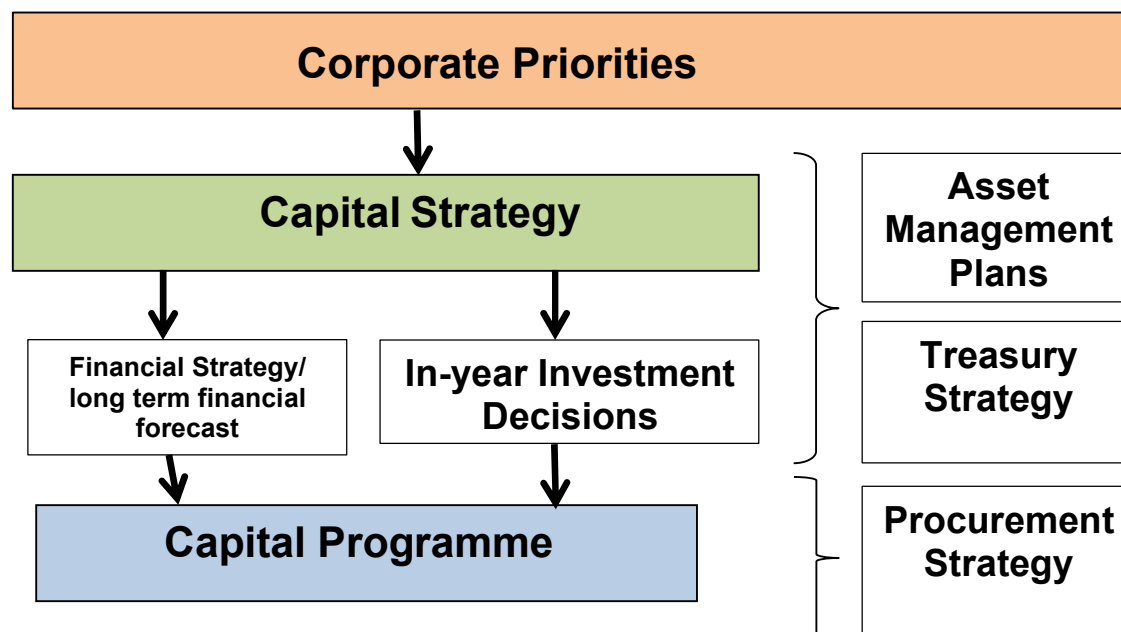 Corporate Priorities
Capital Strategy
Asset
Management
Plans
Financial Strategy/
long term financial
forecast
In-year Investment
Decisions
Treasury
Strategy
Capital Programme
Procurement
Strategy